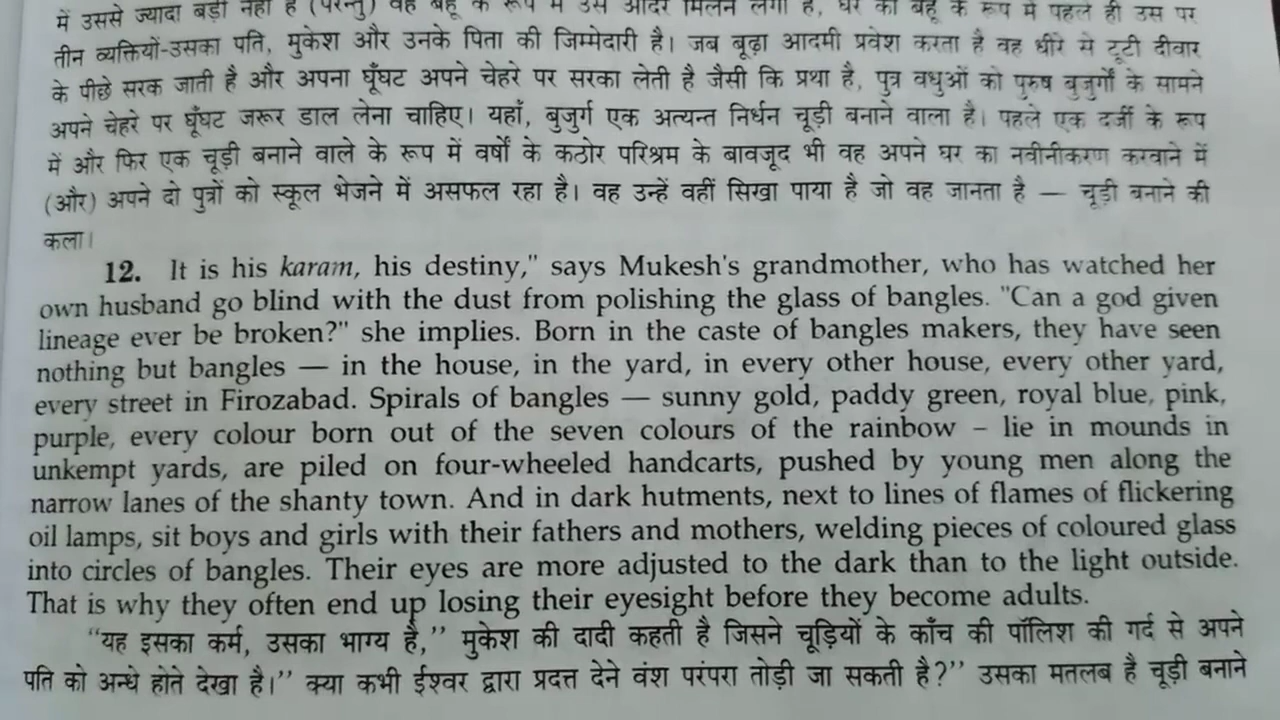 में उससे ज्यादा बड़ी नहीं है (परन्तु) वह बहू के रूप में उसे आदर मिलने लगा है, घर की बहू के रूप में पहले ही उस पर
तीन व्यक्तियों-उसका पति, मुकेश और उनके पिता की जिम्मेदारी है। जब बूढ़ा आदमी प्रवेश करता है वह धीरे से टूटी दीवार
के पीछे सरक जाती है और अपना घूँघट अपने चेहरे पर सरका लेती है जैसी कि प्रथा है, पुत्र वधुओं को पुरुष बुजुर्गों के सामने
अपने चेहरे पर घूँघट जरूर डाल लेना चाहिए। यहाँ, बुजुर्ग एक अत्यन्त निर्धन चूड़ी बनाने वाला है। पहले एक दर्जी के रूप
में और फिर एक चूड़ी बनाने वाले के रूप में वर्षों के कठोर परिश्रम के बावजूद भी वह अपने घर का नवीनीकरण करवाने में
(और) अपने दो पुत्रों को स्कूल भेजने में असफल रहा है। वह उन्हें वहीं सिखा पाया है जो वह जानता है — चूड़ी बनाने की
कला।
12. It is his karam, his destiny," says Mukesh's grandmother, who has watched her
own husband go blind with the dust from polishing the glass of bangles. "Can a god given
lineage ever be broken?" she implies. Born in the caste of bangles makers, they have seen
nothing but bangles — in the house, in the yard, in every other house, every other yard,
every street in Firozabad. Spirals of bangles — sunny gold, paddy green, royal blue, pink,
purple, every colour born out of the seven colours of the rainbow – lie in mounds in
unkempt yards, are piled on four-wheeled handcarts, pushed by young men along the
narrow lanes of the shanty town. And in dark hutments, next to lines of flames of flickering
oil lamps, sit boys and girls with their fathers and mothers, welding pieces of coloured glass
into circles of bangles. Their eyes are more adjusted to the dark than to the light outside.
That is why they often end up losing their eyesight before they become adults.
“यह इसका कर्म, उसका भाग्य है,’’ मुकेश की दादी कहती है जिसने चूड़ियों के काँच की पॉलिश की गर्द से अपने
पति को अन्धे होते देखा है।’’ क्या कभी ईश्वर द्वारा प्रदत्त देने वंश परंपरा तोड़ी जा सकती है?’’ उसका मतलब है चूड़ी बनाने